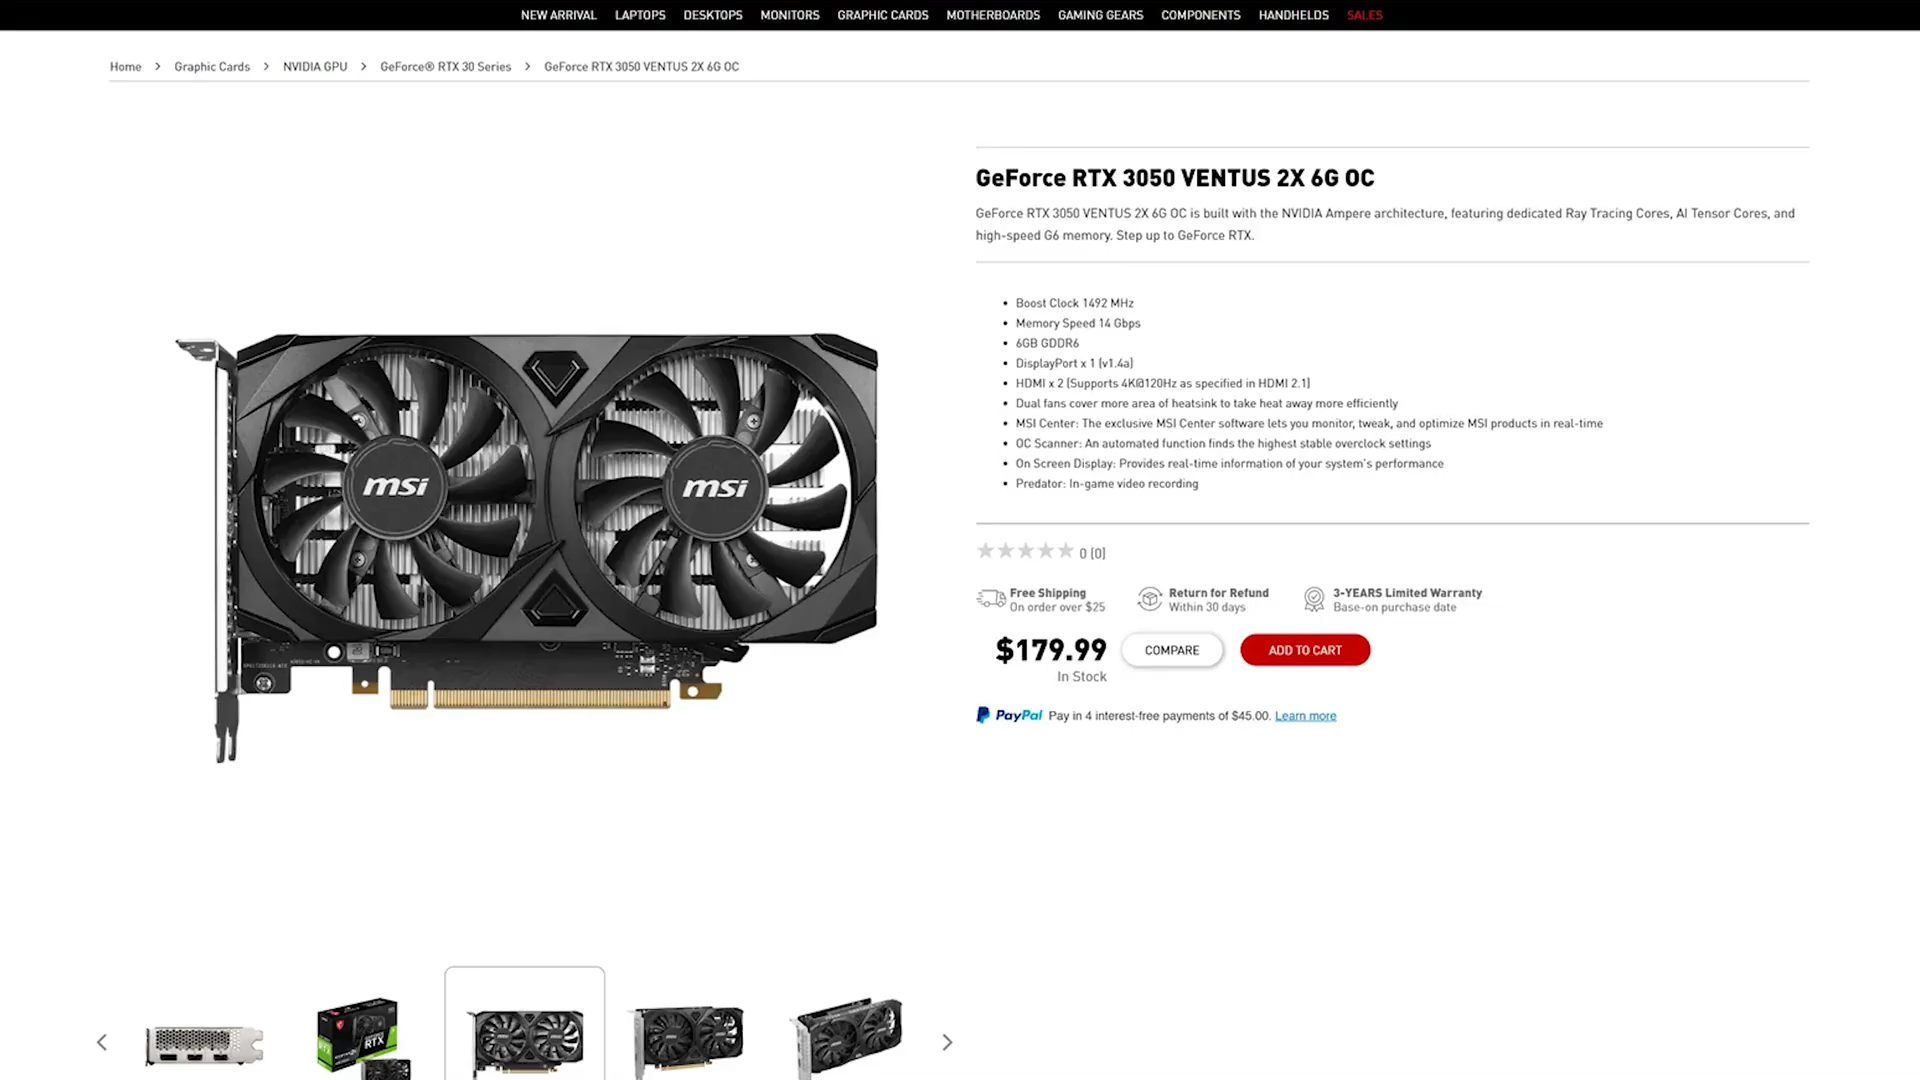 NEW ARRIVAL LAPTOPS DESKTOPS MONITORS GRAPHIC CARDS MOTHERBOARDS GAMING GEARS COMPONENTS HANDHELDS SALES
Home > Graphic Cards > NVIDIA GPU > GeForce® RTX 30 Series > GeForce RTX 3050 VENTUS 2X 6G OC
GeForce RTX 3050 VENTUS 2X 6G OC
GeForce RTX 3050 VENTUS 2X 6G OC is built with the NVIDIA Ampere architecture, featuring dedicated Ray Tracing Cores, AI Tensor Cores, and
high-speed G6 memory. Step up to GeForce RTX.
• Boost Clock 1492 MHz
• Memory Speed 14 Gbps
• 6GB GDDR6
• DisplayPort x 1 (v1.4a)
• HDMI x 2 (Supports 4K@120Hz as specified in HDMI 2.1)
• Dual fans cover more area of heatsink to take heat away more efficiently
• MSI Center: The exclusive MSI Center software lets you monitor, tweak, and optimize MSI products in real-time
• OC Scanner: An automated function finds the highest stable overclock settings
• On Screen Display: Provides real-time information of your system's performance
• Predator: In-game video recording
msi msi
0 (0)
Free Shipping
On order over $25
Return for Refund
Within 30 days
3-YEARS Limited Warranty
Base-on purchase date
$179.99 COMPARE ADD TO CART
In Stock
PayPal Pay in 4 interest-free payments of $45.00. Learn more
RTX